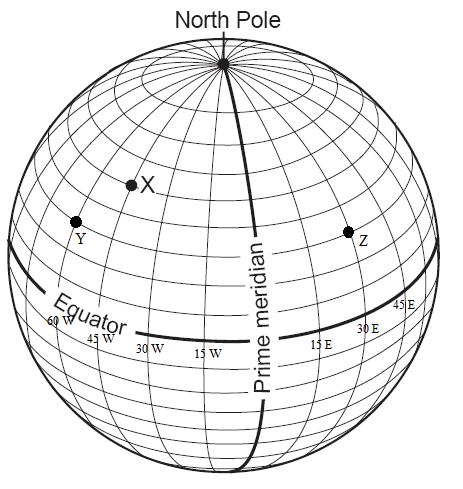 North Pole
X
Y
Z
Equator
Prime meridian
60 W
45 W
30 W
15 W
15 E
30 E
45 E